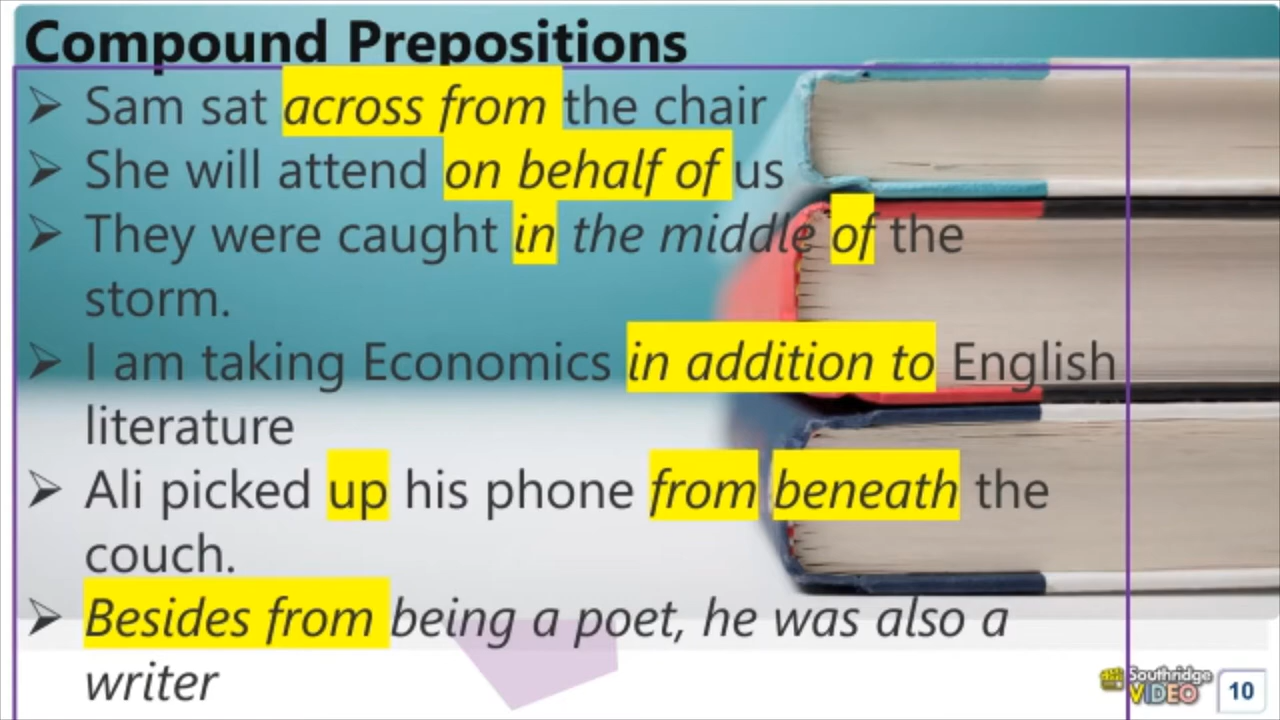 Compound Prepositions
➢ Sam sat across from the chair
➢ She will attend on behalf of us
➢ They were caught in the middle of the
storm.
➢ I am taking Economics in addition to English
literature
➢ Ali picked up his phone from beneath the
couch.
➢ Besides from being a poet, he was also a
writer
Southridge
VIDEO
10